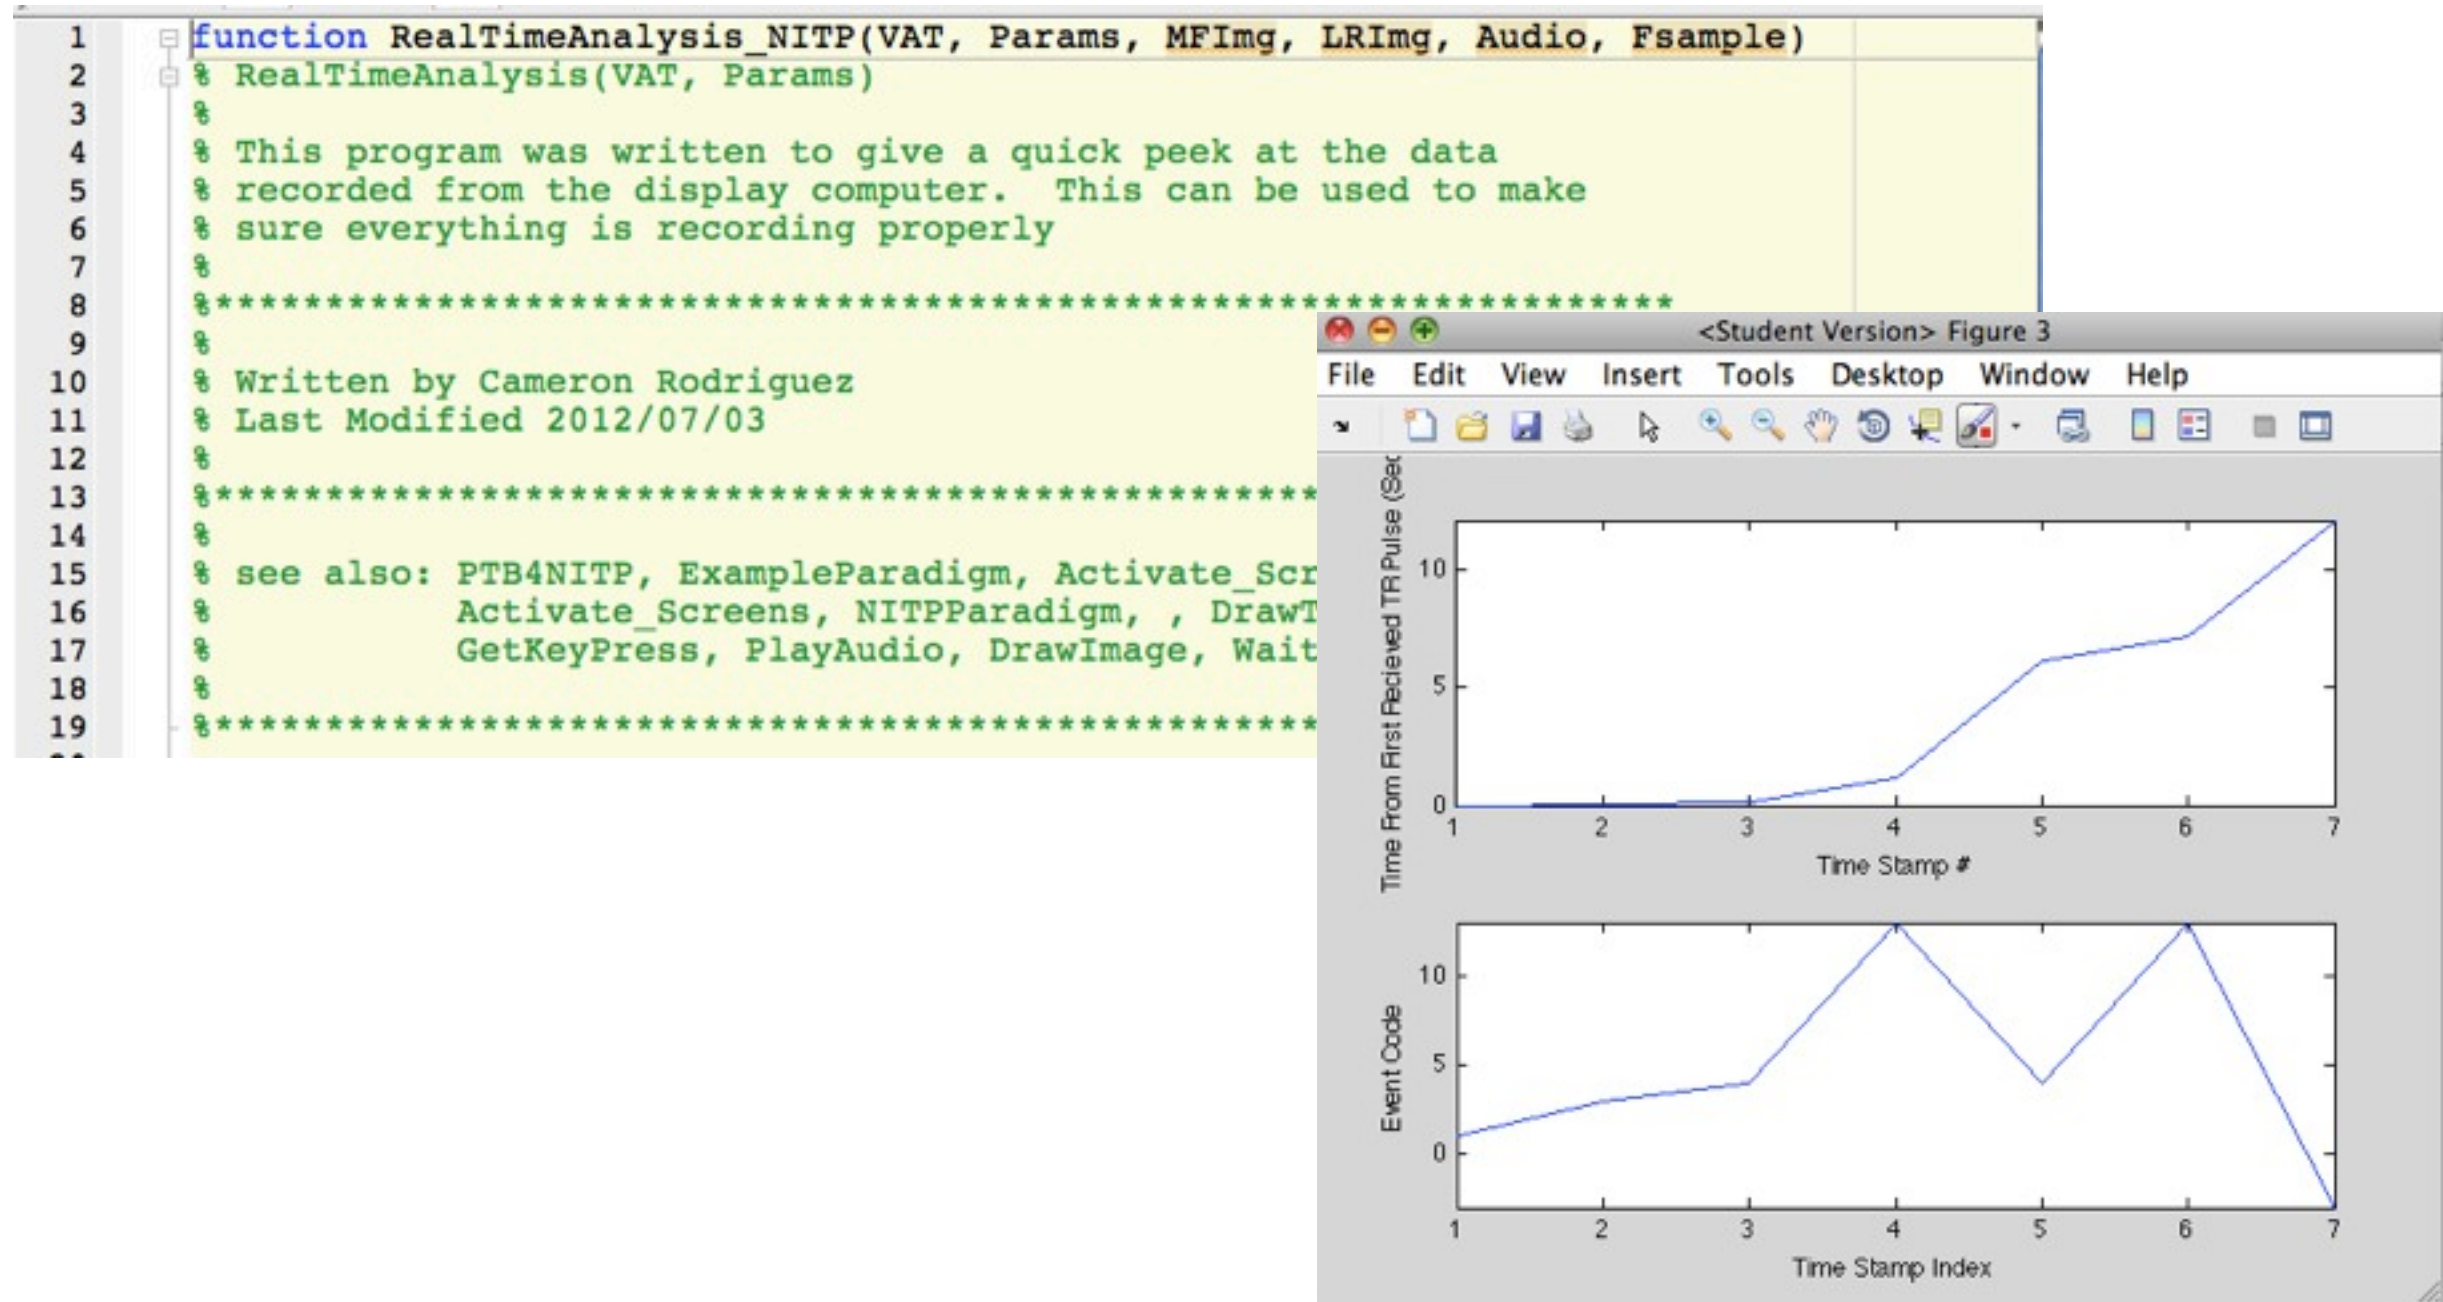 1 function RealTimeAnalysis_NITP(VAT, Params, MFImg, LRImg, Audio, Fsample)
2 % RealTimeAnalysis(VAT, Params)
3 %
4 % This program was written to give a quick peek at the data
5 % recorded from the display computer.  This can be used to make
6 % sure everything is recording properly
7 %
8 %******************************************************************
9 %
10 % Written by Cameron Rodriguez
11 % Last Modified 2012/07/03
12 %
13 %**************************************************
14 %
15 % see also: PTB4NITP, ExampleParadigm, Activate_Scr
16 %           Activate_Screens, NITPParadigm, , DrawT
17 %           GetKeyPress, PlayAudio, DrawImage, Wait
18 %
19 %**************************************************
<Student Version> Figure 3
File Edit View Insert Tools Desktop Window Help
Time From First Recieved TR Pulse (Sec
10
5
0
1 2 3 4 5 6 7
Time Stamp #
Event Code
10
5
0
1 2 3 4 5 6 7
Time Stamp Index